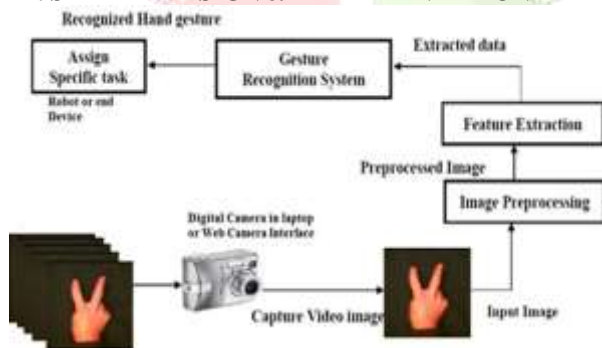 Recognized Hand gesture
Assign
Specific task
Robot or end
Device
Gesture
Recognition System
Extracted data
Feature Extraction
Preprocessed Image
Image Preprocessing
Digital Camera in laptop
or Web Camera Interface
Capture Video image
Input Image